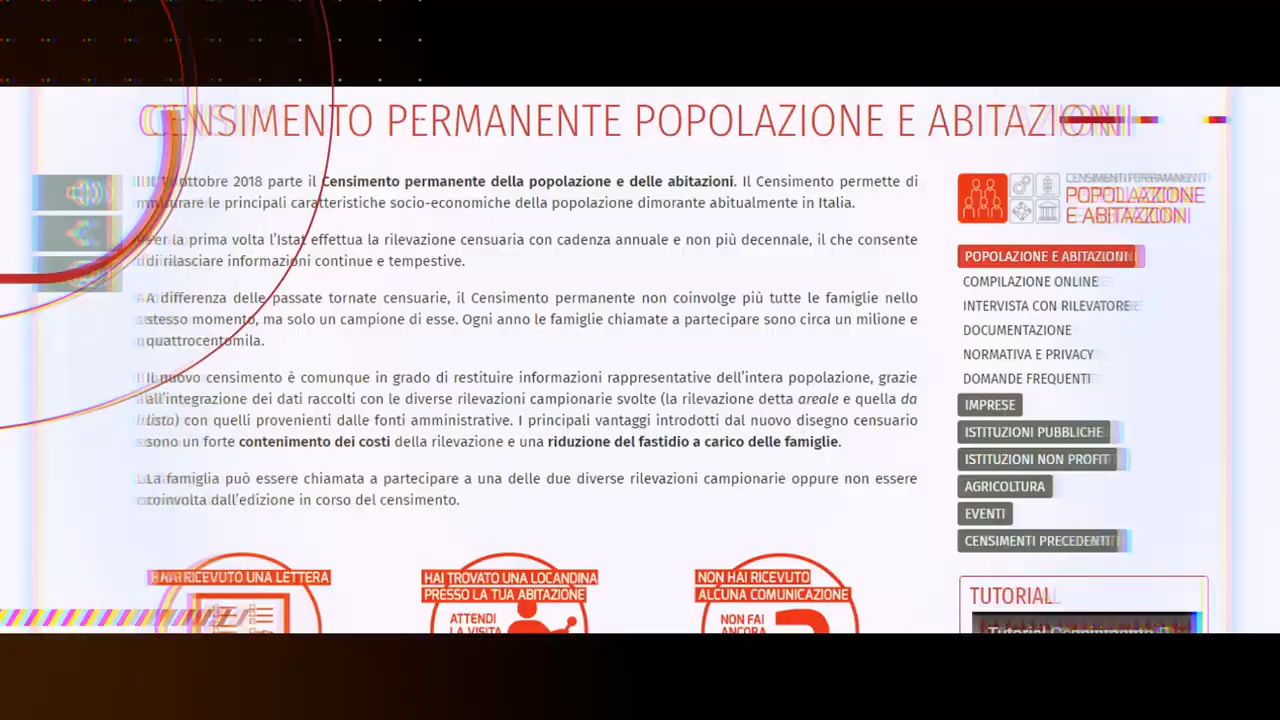 CENSIMENTO PERMANENTE POPOLAZIONE E ABITAZIONI
Il 1° ottobre 2018 parte il Censimento permanente della popolazione e delle abitazioni. Il Censimento permette di
misurare le principali caratteristiche socio-economiche della popolazione dimorante abitualmente in Italia.
Per la prima volta l'Istat effettua la rilevazione censuaria con cadenza annuale e non più decennale, il che consente
di rilasciare informazioni continue e tempestive.
A differenza delle passate tornate censuarie, il Censimento permanente non coinvolge più tutte le famiglie nello
stesso momento, ma solo un campione di esse. Ogni anno le famiglie chiamate a partecipare sono circa un milione e
quattrocentomila.
Il nuovo censimento è comunque in grado di restituire informazioni rappresentative dell'intera popolazione, grazie
all'integrazione dei dati raccolti con le diverse rilevazioni campionarie svolte (la rilevazione detta areale e quella da
lista) con quelli provenienti dalle fonti amministrative. I principali vantaggi introdotti dal nuovo disegno censuario
sono un forte contenimento dei costi della rilevazione e una riduzione del fastidio a carico delle famiglie.
La famiglia può essere chiamata a partecipare a una delle due diverse rilevazioni campionarie oppure non essere
coinvolta dall'edizione in corso del censimento.
HAI RICEVUTO UNA LETTERA
HAI TROVATO UNA LOCANDINA
PRESSO LA TUA ABITAZIONE
ATTENDI
LA VISITA
NON HAI RICEVUTO
ALCUNA COMUNICAZIONE
NON FAI
ANCORA
CENSIMENTI PERMANENTI
POPOLAZIONE
E ABITAZIONI
POPOLAZIONE E ABITAZIONI
COMPILAZIONE ONLINE
INTERVISTA CON RILEVATORE
DOCUMENTAZIONE
NORMATIVA E PRIVACY
DOMANDE FREQUENTI
IMPRESE
ISTITUZIONI PUBBLICHE
ISTITUZIONI NON PROFIT
AGRICOLTURA
EVENTI
CENSIMENTI PRECEDENTI
TUTORIAL
Tutorial Censimento